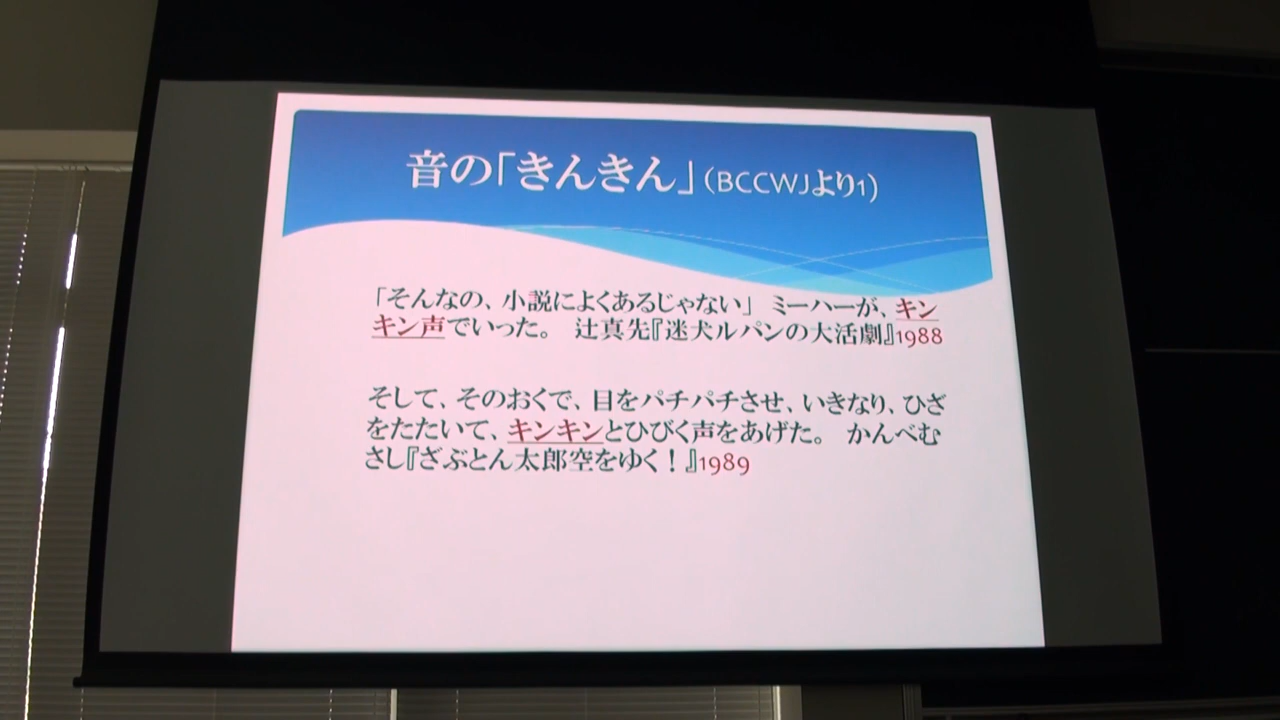 音の「きんきん」（BCCWJより1）
「そんなの、小説によくあるじゃない」 ミーハーが、キン
キン声でいった。 辻真先『迷犬ルパンの大活劇』1988
そして、そのおくで、目をパチパチさせ、いきなり、ひざ
をたたいて、キンキンとひびく声をあげた。 かんべむ
さし『ざぶとん太郎空をゆく！』1989